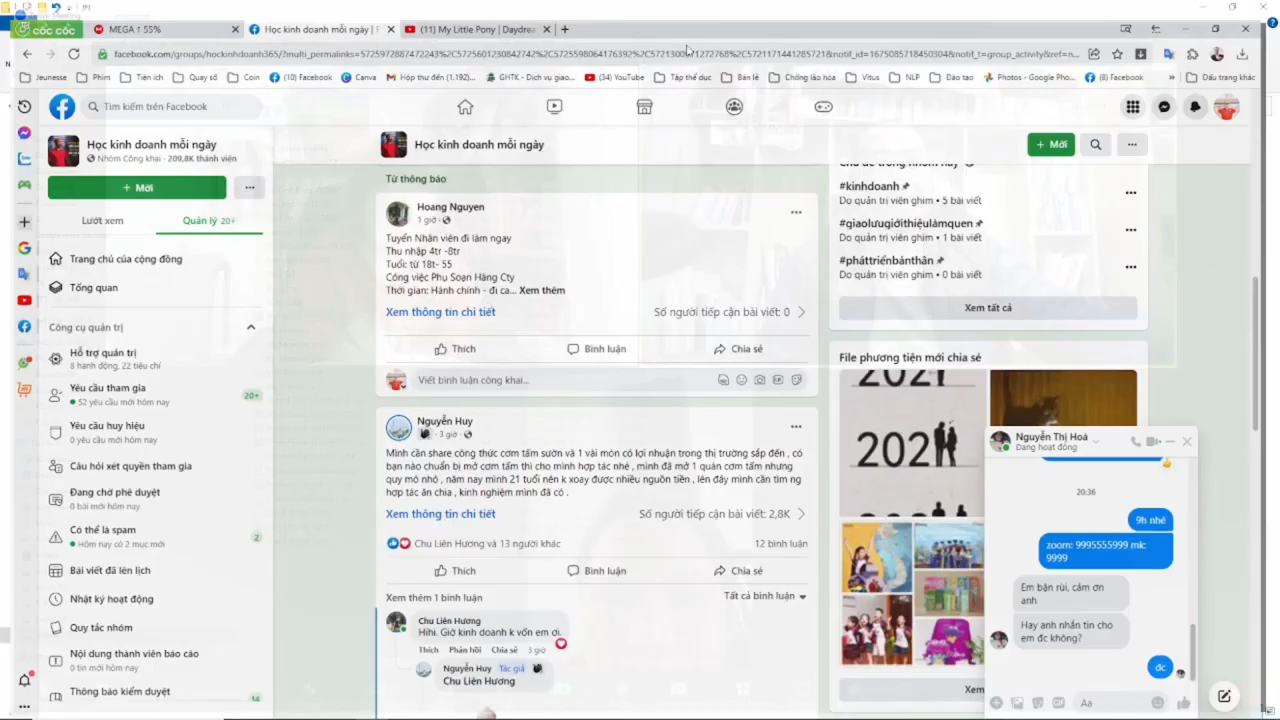 cốc cốc
MEGA 1 55%
Học kinh doanh mỗi ngày | F
(11) My Little Pony | Daydrea
facebook.com/groups/hockinhdoanh365/?multi_permalinks=
Jeunesse
Phim
Tiện ích
Quay số
Coin
(10) Facebook
Canva
Hộp thư đến (1.192)...
GHTK - Dịch vụ giao...
(34) YouTube
Tập thể dục
Bán lẻ
Chống lão hóa
Vitus
NLP
Đào tạo
Photos - Google Pho...
(8) Facebook
Dấu trang khác
Tìm kiếm trên Facebook
Học kinh doanh mỗi ngày
Nhóm Công khai • 209,8K thành viên
+ Mới
Lướt xem
Quản lý 20+
Trang chủ của cộng đồng
Tổng quan
Công cụ quản trị
Hỗ trợ quản trị
8 hành động, 22 tiêu chí
Yêu cầu tham gia
52 yêu cầu mới hôm nay
20+
Yêu cầu huy hiệu
0 yêu cầu mới hôm nay
Câu hỏi xét quyền tham gia
Đang chờ phê duyệt
0 bài mới hôm nay
Có thể là spam
Hôm nay có 2 mục mới
2
Bài viết đã lên lịch
Nhật ký hoạt động
Quy tắc nhóm
Nội dung thành viên báo cáo
0 tin mới hôm nay
Thông báo kiểm duyệt
14
Học kinh doanh mỗi ngày
+ Mới
Từ thông báo
Hoang Nguyen
1 giờ
Tuyển Nhân viên đi làm ngay
Thu nhập 4tr -8tr
Tuổi: từ 18t- 55
Công việc Phụ Soạn Hàng Cty
Thời gian: Hành chính - đi ca... Xem thêm
Xem thông tin chi tiết
Số người tiếp cận bài viết: 0
Thích
Bình luận
Chia sẻ
Viết bình luận công khai...
Nguyễn Huy
3 giờ
Mình cần share công thức cơm tấm sườn và 1 vài món có lợi nhuận trong thị trường sắp đến , có
bạn nào chuẩn bị mở cơm tấm thì cho mình hợp tác nhé , mình đã mở 1 quán cơm tấm nhưng
quy mô nhỏ , năm nay mình 21 tuổi nên k xoay được nhiều nguồn tiền , lên đây mình cần tìm ng
hợp tác ăn chia , kinh nghiệm mình đã có .
Xem thông tin chi tiết
Số người tiếp cận bài viết: 2,8K
Chu Liên Hương và 13 người khác
12 bình luận
Thích
Bình luận
Chia sẻ
Xem thêm 1 bình luận
Tất cả bình luận
Chu Liên Hương
Hihi. Giờ kinh doanh k vốn em ơi.
Thích Phản hồi Chia sẻ 3 giờ
Nguyễn Huy Tác giả
Chu Liên Hương
#kinhdoanh
Do quản trị viên ghim • 5 bài viết
#giaolưugiớithiệulàmquen
Do quản trị viên ghim • 1 bài viết
#pháttriểnbảnthân
Do quản trị viên ghim • 0 bài viết
Xem tất cả
File phương tiện mới chia sẻ
2021
202
Xem
Nguyễn Thị Hoà
Đang hoạt động
20:36
9h nhé
zoom: 9995555999 mk:
9999
Em bận rùi, cảm ơn
anh
Hay anh nhắn tin cho
em đc không?
đc
Aa